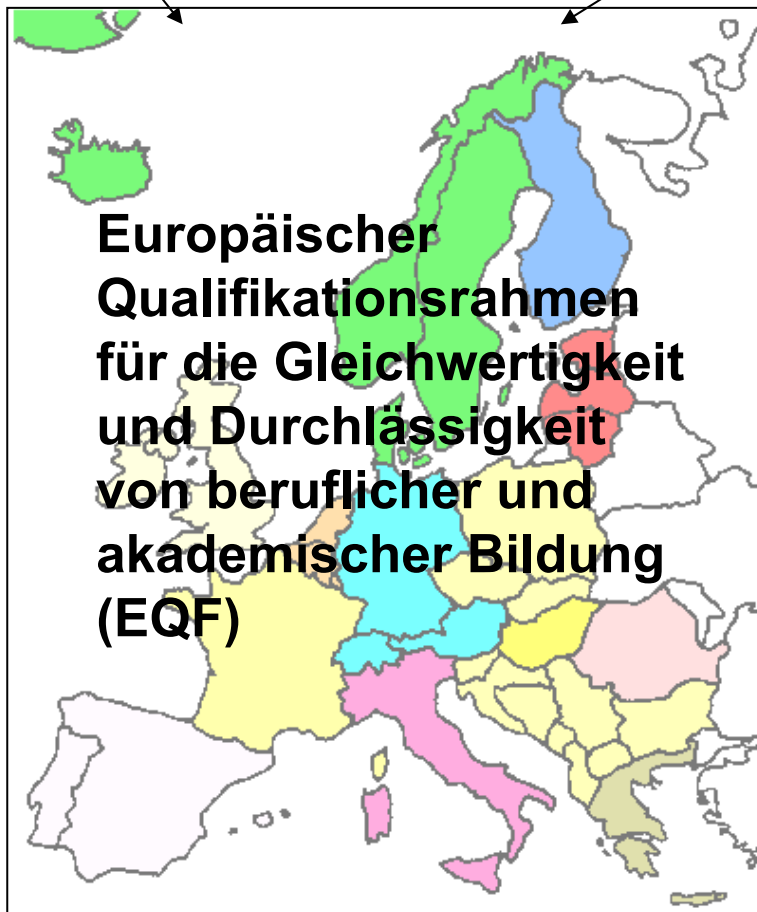 Europäischer
Qualifikationsrahmen
für die Gleichwertigkeit
und Durchlässigkeit
von beruflicher und
akademischer Bildung
(EQF)